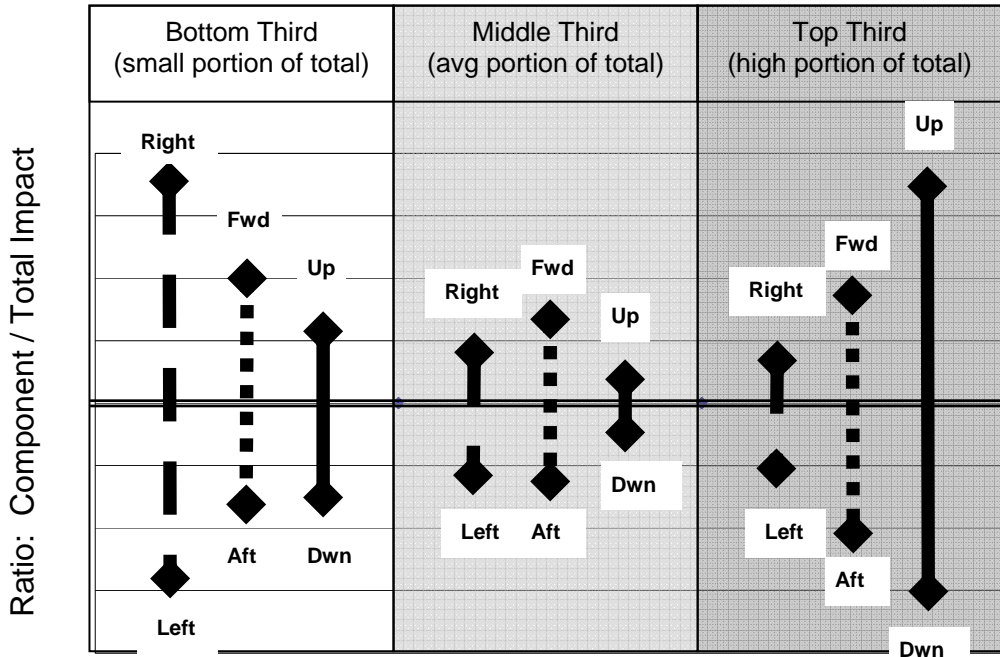 Bottom Third
(small portion of total)
Middle Third
(avg portion of total)
Top Third
(high portion of total)
Ratio:  Component / Total Impact
Right
Fwd
Up
Left
Aft
Dwn
Right
Fwd
Up
Left
Aft
Dwn
Right
Fwd
Up
Left
Aft
Dwn